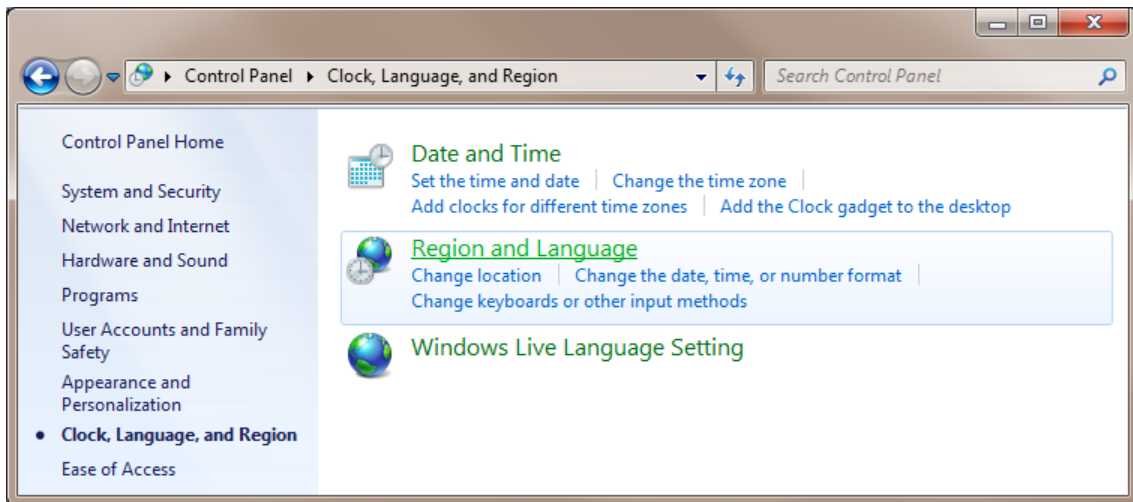 Control Panel Clock, Language, and Region Search Control Panel
Control Panel Home
System and Security
Network and Internet
Hardware and Sound
Programs
User Accounts and Family
Safety
Appearance and
Personalization
Clock, Language, and Region
Ease of Access
Date and Time
Set the time and date Change the time zone
Add clocks for different time zones Add the Clock gadget to the desktop
Region and Language
Change location Change the date, time, or number format
Change keyboards or other input methods
Windows Live Language Setting